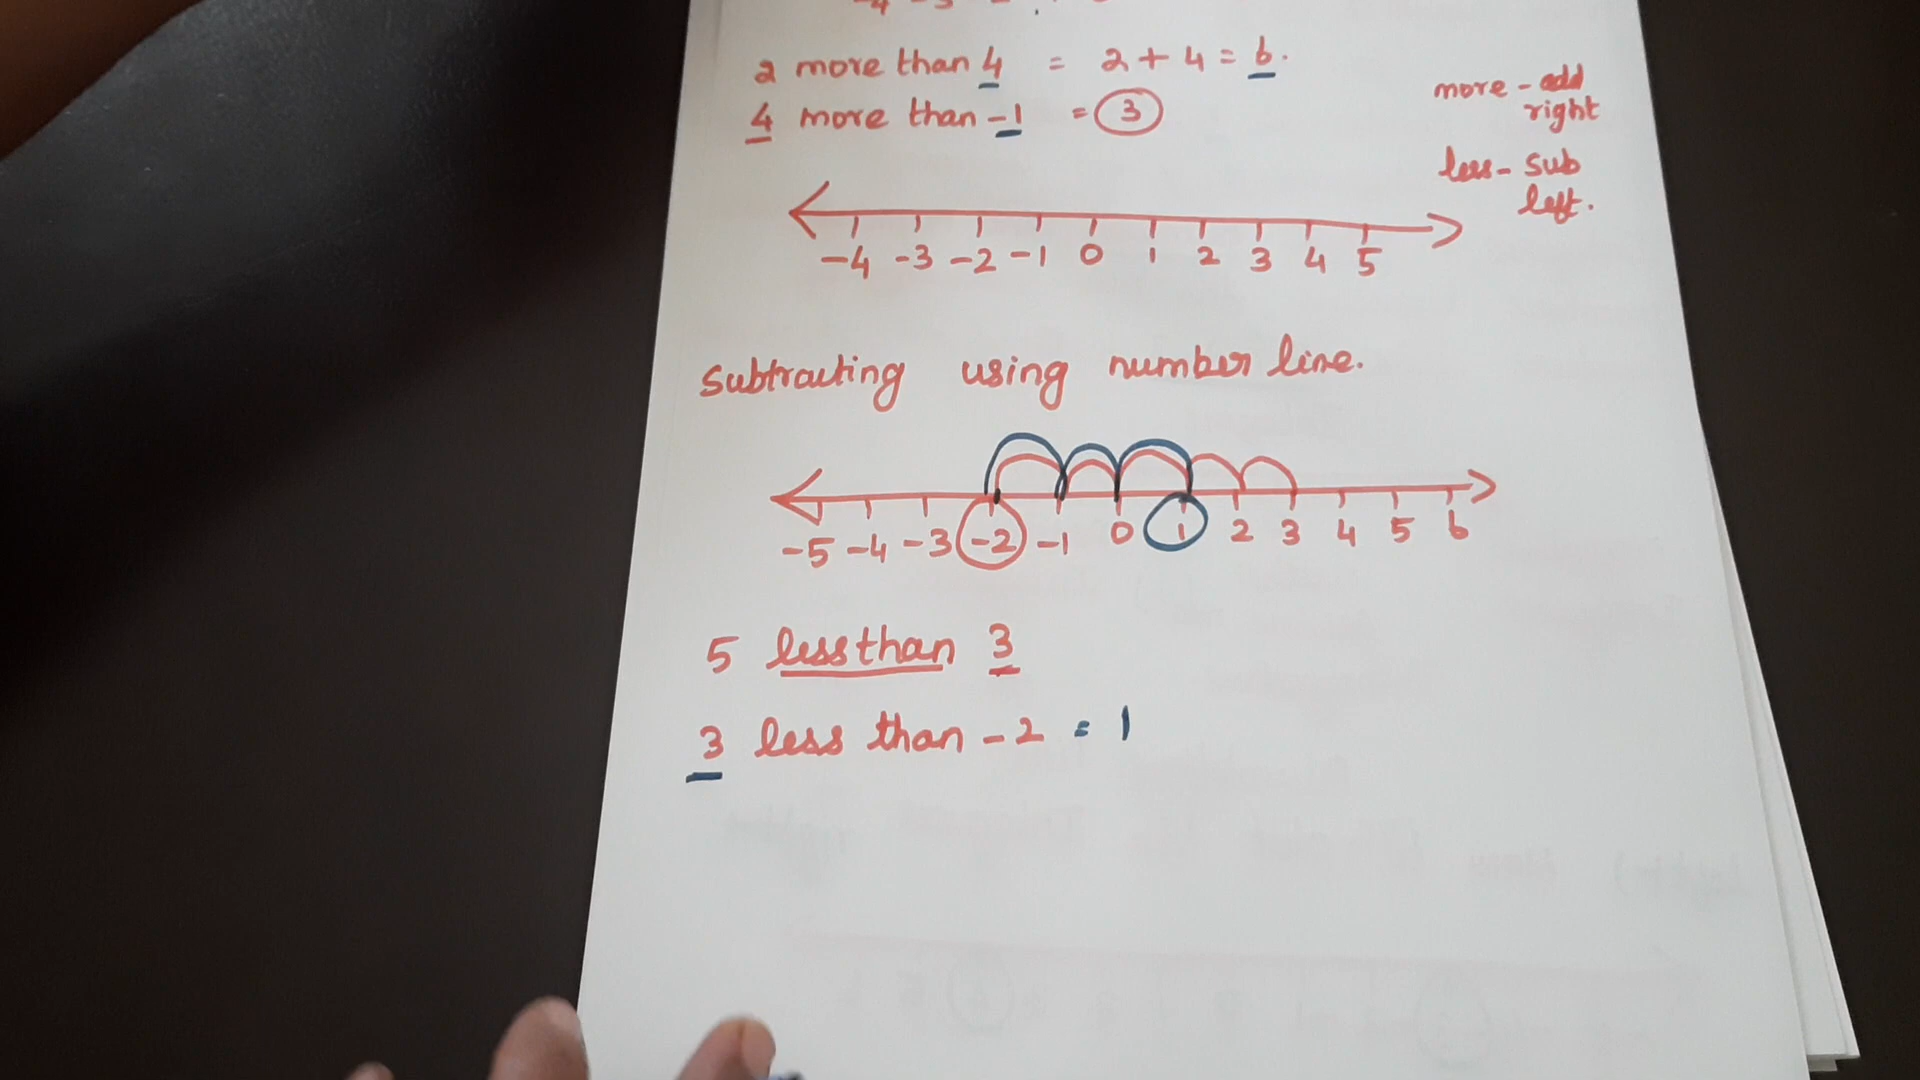 -4 -3
2 more than 4 = 2 + 4 = 6.
4 more than -1 = 3
more - add
right
less - sub
left.
-4 -3 -2 -1 0 1 2 3 4 5
Subtracting using number line.
-5 -4 -3 -2 -1 0 1 2 3 4 5 6
5 less than 3
3 less than -2 = 1